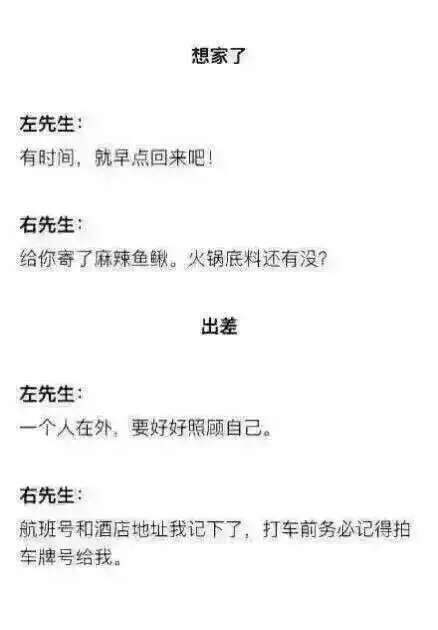 想家了
左先生：
有时间，就早点回来吧！
右先生：
给你寄了麻辣鱼鳅。火锅底料还有没？
出差
左先生：
一个人在外，要好好照顾自己。
右先生：
航班号和酒店地址我记下了，打车前务必记得拍
车牌号给我。